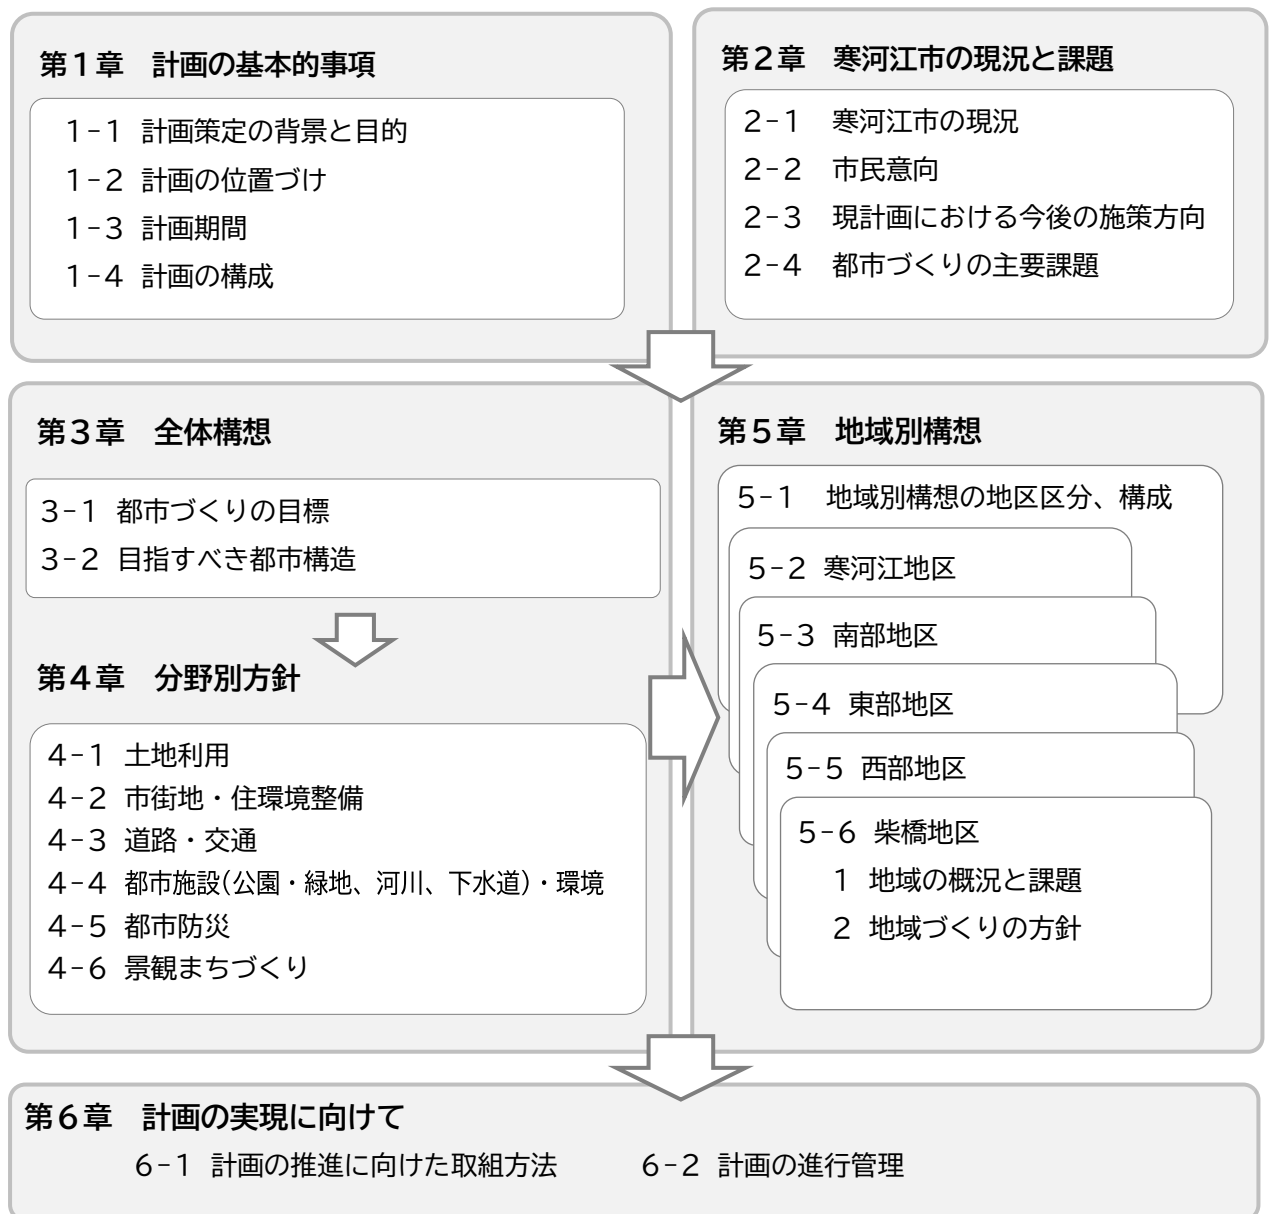 第1章　計画の基本的事項
1-1 計画策定の背景と目的
1-2 計画の位置づけ
1-3 計画期間
1-4 計画の構成
第2章　寒河江市の現況と課題
2-1　寒河江市の現況
2-2　市民意向
2-3　現計画における今後の施策方向
2-4　都市づくりの主要課題
第3章　全体構想
3-1 都市づくりの目標
3-2 目指すべき都市構造
第4章　分野別方針
4-1 土地利用
4-2 市街地・住環境整備
4-3 道路・交通
4-4 都市施設(公園・緑地、河川、下水道)・環境
4-5 都市防災
4-6 景観まちづくり
第5章　地域別構想
5-1　地域別構想の地区区分、構成
5-2 寒河江地区
5-3 南部地区
5-4 東部地区
5-5 西部地区
5-6 柴橋地区
1 地域の概況と課題
2 地域づくりの方針
第6章　計画の実現に向けて
6-1 計画の推進に向けた取組方法　　6-2 計画の進行管理